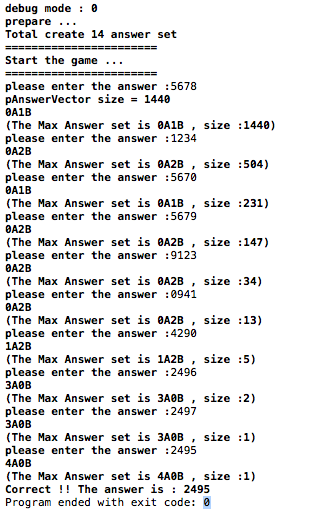 debug mode : 0
prepare ...
Total create 14 answer set
=======================
Start the game ...
=======================
please enter the answer :5678
pAnswerVector size = 1440
0A1B
(The Max Answer set is 0A1B , size :1440)
please enter the answer :1234
0A2B
(The Max Answer set is 0A2B , size :504)
please enter the answer :5670
0A1B
(The Max Answer set is 0A1B , size :231)
please enter the answer :5679
0A2B
(The Max Answer set is 0A2B , size :147)
please enter the answer :9123
0A2B
(The Max Answer set is 0A2B , size :34)
please enter the answer :0941
0A2B
(The Max Answer set is 0A2B , size :13)
please enter the answer :4290
1A2B
(The Max Answer set is 1A2B , size :5)
please enter the answer :2496
3A0B
(The Max Answer set is 3A0B , size :2)
please enter the answer :2497
3A0B
(The Max Answer set is 3A0B , size :1)
please enter the answer :2495
4A0B
(The Max Answer set is 4A0B , size :1)
Correct !! The answer is : 2495
Program ended with exit code: 0